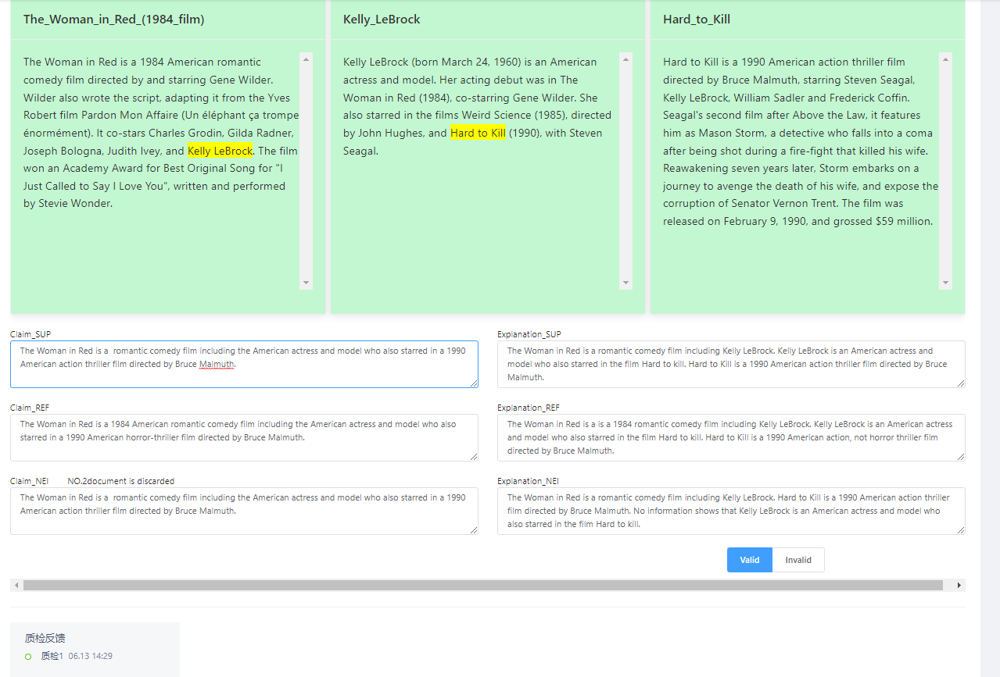 The_Woman_in_Red_(1984_film)
The Woman in Red is a 1984 American romantic
comedy film directed by and starring Gene Wilder.
Wilder also wrote the script, adapting it from the Yves
Robert film Pardon Mon Affaire (Un éléphant ça trompe
énormément). It co-stars Charles Grodin, Gilda Radner,
Joseph Bologna, Judith Ivey, and Kelly LeBrock. The film
won an Academy Award for Best Original Song for "I
Just Called to Say I Love You", written and performed
by Stevie Wonder.
Kelly_LeBrock
Kelly LeBrock (born March 24, 1960) is an American
actress and model. Her acting debut was in The
Woman in Red (1984), co-starring Gene Wilder. She
also starred in the films Weird Science (1985), directed
by John Hughes, and Hard to Kill (1990), with Steven
Seagal.
Hard_to_Kill
Hard to Kill is a 1990 American action thriller film
directed by Bruce Malmuth, starring Steven Seagal,
Kelly LeBrock, William Sadler and Frederick Coffin.
Seagal's second film after Above the Law, it features
him as Mason Storm, a detective who falls into a coma
after being shot during a fire-fight that killed his wife.
Reawakening seven years later, Storm embarks on a
journey to avenge the death of his wife, and expose the
corruption of Senator Vernon Trent. The film was
released on February 9, 1990, and grossed $59 million.
Claim_SUP
The Woman in Red is a  romantic comedy film including the American actress and model who also starred in a 1990
American action thriller film directed by Bruce Malmuth.
Explanation_SUP
The Woman in Red is a romantic comedy film including Kelly LeBrock. Kelly LeBrock is an American actress and
model who also starred in the film Hard to kill. Hard to Kill is a 1990 American action thriller film directed by Bruce
Malmuth.
Claim_REF
The Woman in Red is a 1984 American romantic comedy film including the American actress and model who also
starred in a 1990 American horror-thriller film directed by Bruce Malmuth.
Explanation_REF
The Woman in Red is a is a 1984 romantic comedy film including Kelly LeBrock. Kelly LeBrock is an American actress
and model who also starred in the film Hard to kill. Hard to Kill is a 1990 American action, not horror thriller film
directed by Bruce Malmuth.
Claim_NEI NO.2document is discarded
The Woman in Red is a  romantic comedy film including the American actress and model who also starred in a 1990
American action thriller film directed by Bruce Malmuth.
Explanation_NEI
The Woman in Red is a romantic comedy film including Kelly LeBrock. Hard to Kill is a 1990 American action thriller
film directed by Bruce Malmuth. No information shows that Kelly LeBrock is an American actress and model who
also starred in the film Hard to kill.
Valid Invalid
质检反馈
质检1 06.13 14:29